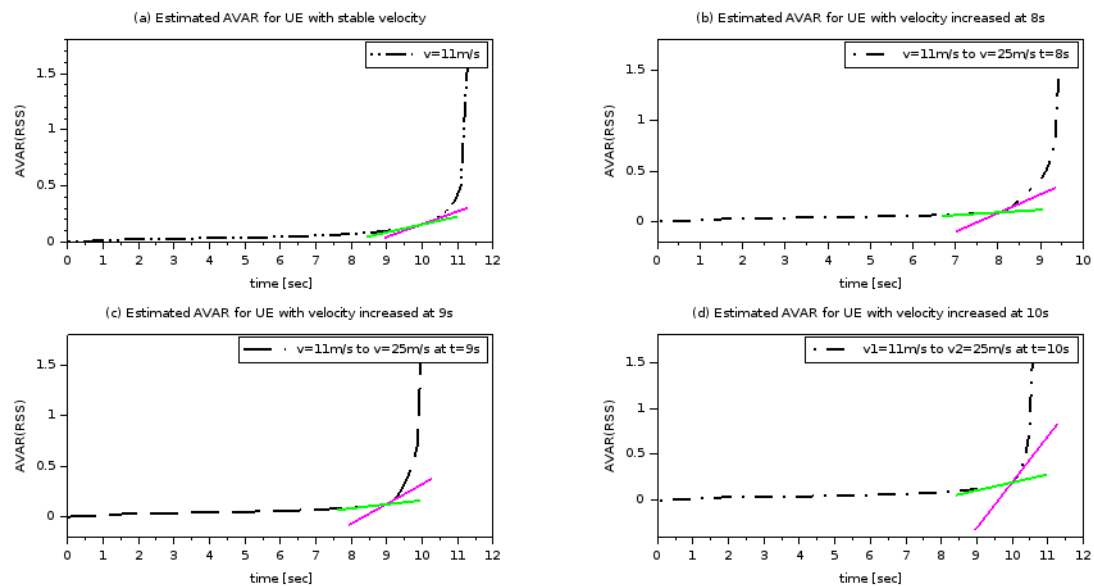 (a) Estimated AVAR for UE with stable velocity
v=11m/s
AVAR(RSS)
1.5
1
0.5
0
0 1 2 3 4 5 6 7 8 9 10 11 12
time [sec]
(b) Estimated AVAR for UE with velocity increased at 8s
v=11m/s to v=25m/s t=8s
AVAR(RSS)
1.5
1
0.5
0
0 1 2 3 4 5 6 7 8 9 10
time [sec]
(c) Estimated AVAR for UE with velocity increased at 9s
v=11m/s to v=25m/s at t=9s
AVAR(RSS)
1.5
1
0.5
0
0 1 2 3 4 5 6 7 8 9 10 11 12
time [sec]
(d) Estimated AVAR for UE with velocity increased at 10s
v1=11m/s to v2=25m/s at t=10s
AVAR(RSS)
1.5
1
0.5
0
0 1 2 3 4 5 6 7 8 9 10 11 12
time [sec]